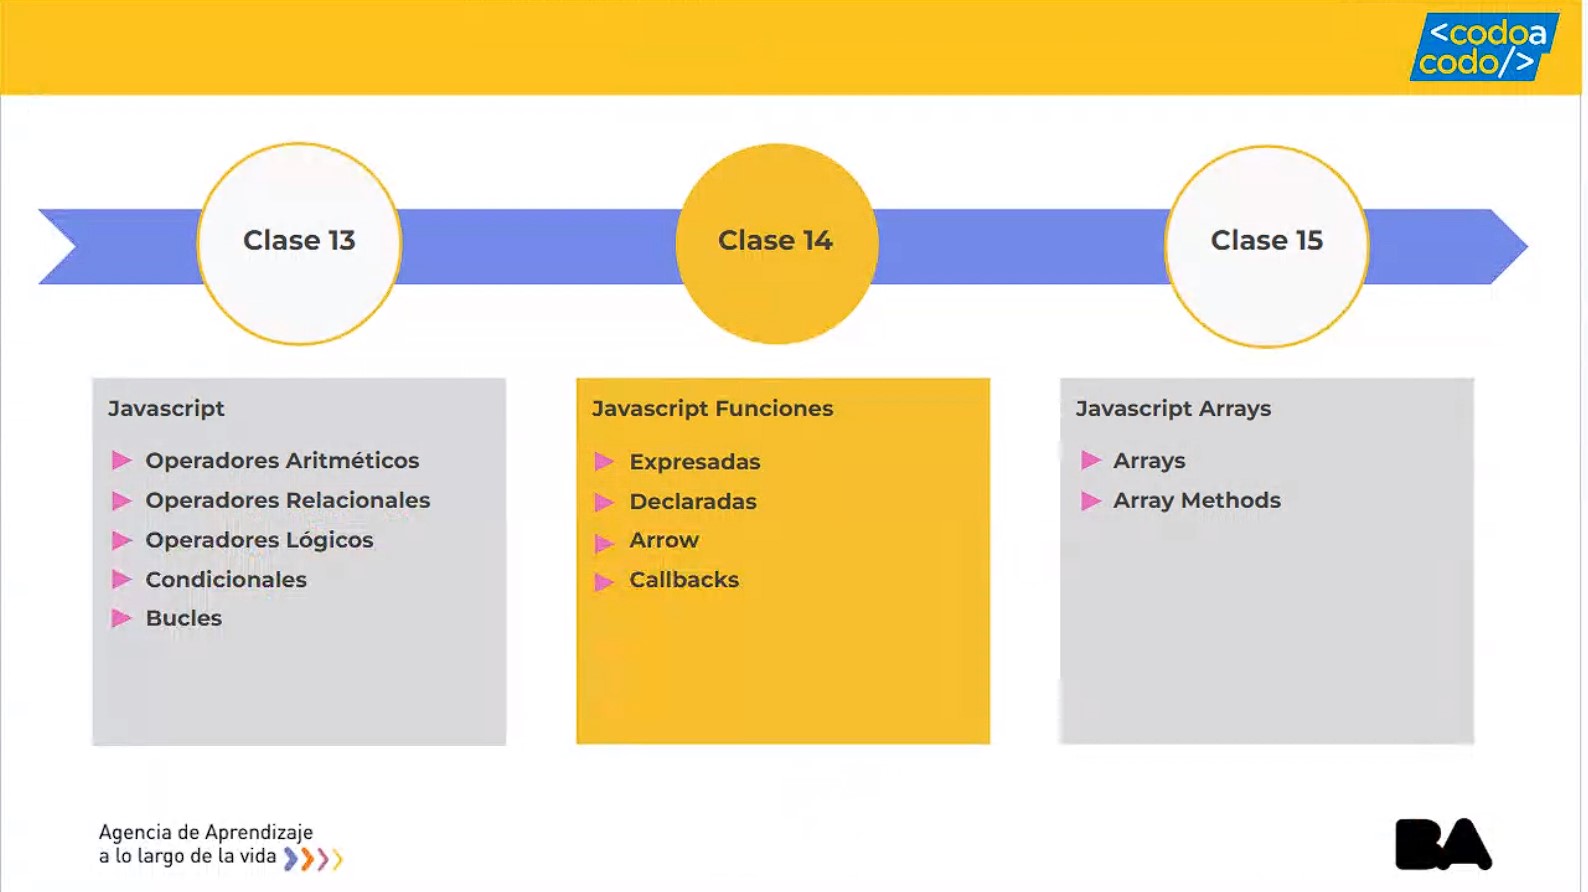 <codoa
codo/>
Clase 13
Clase 14
Clase 15
Javascript
Operadores Aritméticos
Operadores Relacionales
Operadores Lógicos
Condicionales
Bucles
Javascript Funciones
Expresadas
Declaradas
Arrow
Callbacks
Javascript Arrays
Arrays
Array Methods
Agencia de Aprendizaje
a lo largo de la vida
BA